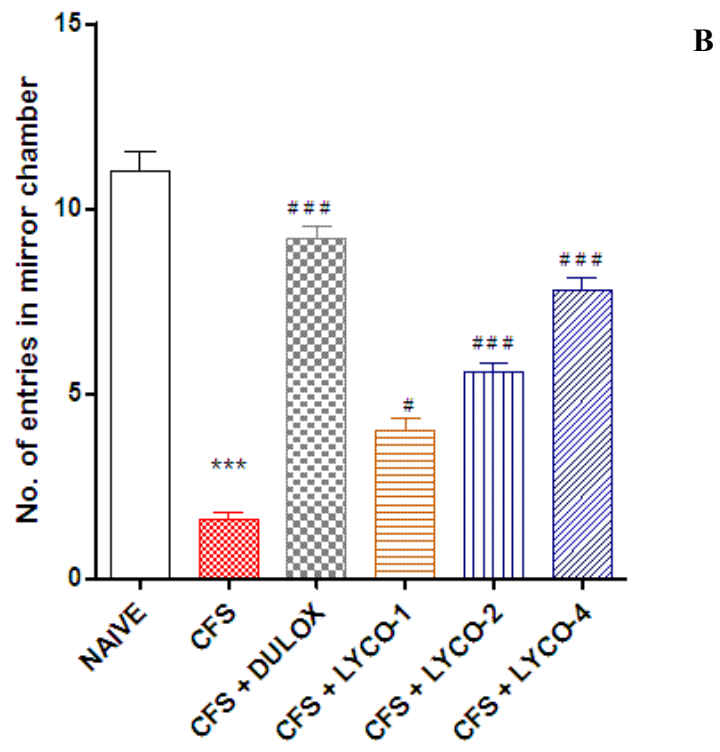 B
No. of entries in mirror chamber
15
10
5
0
***
###
#
###
###
NAIVE
CFS
CFS + DULOX
CFS + LYCO-1
CFS + LYCO-2
CFS + LYCO-4